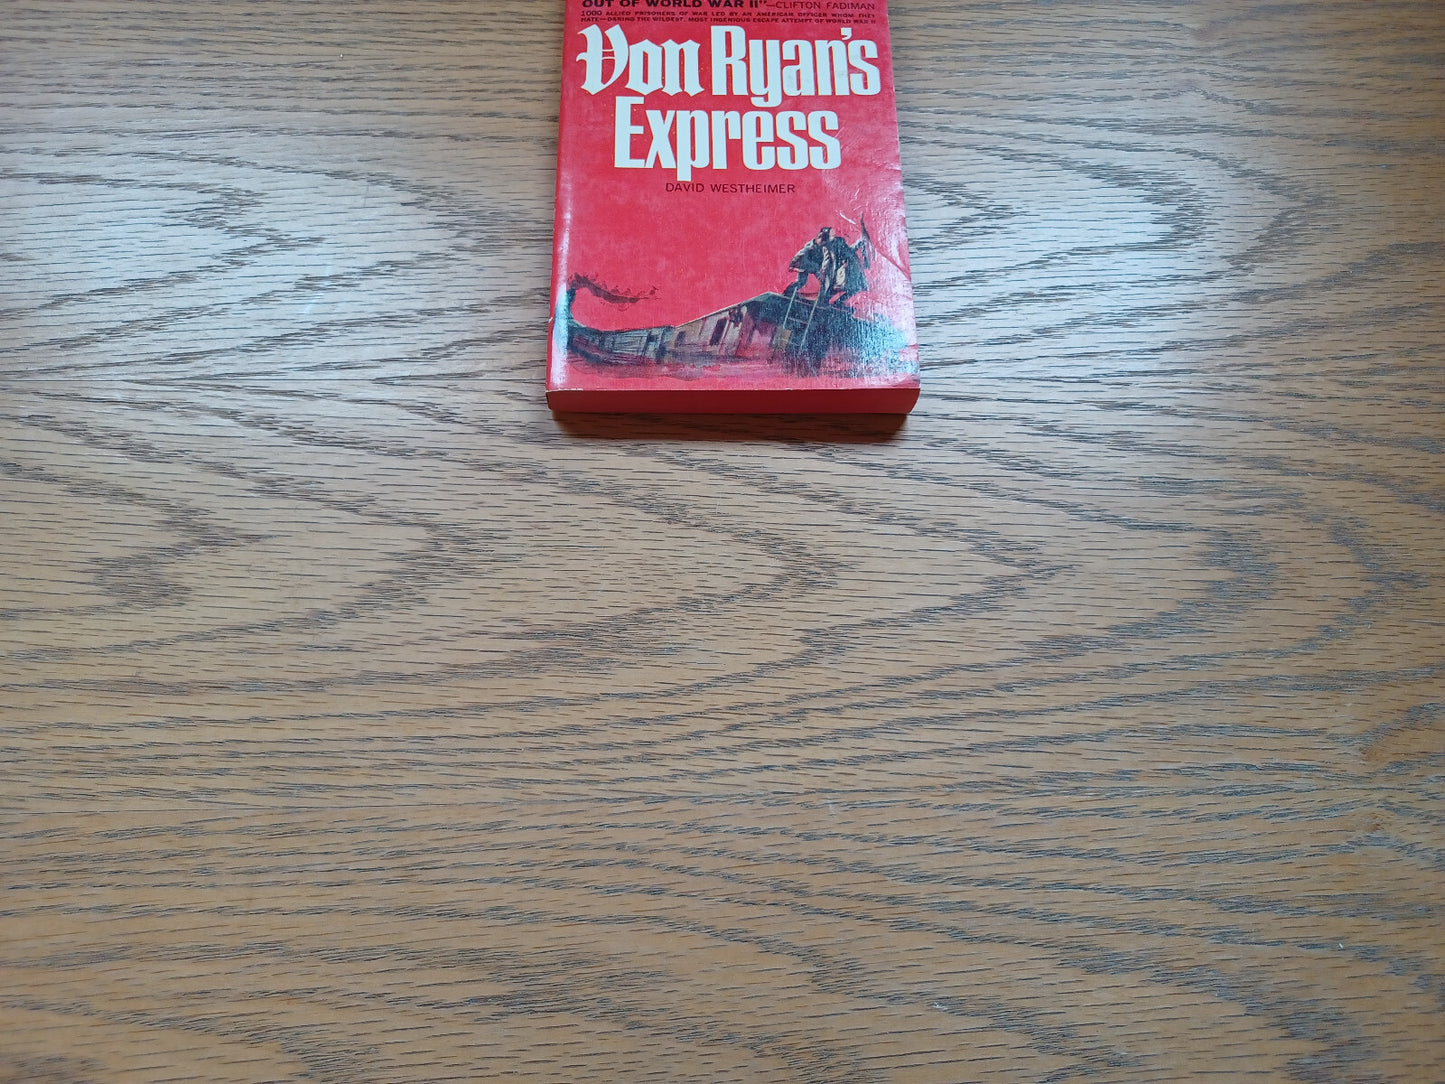 OUT OF WORLD WAR II"—CLIFTON FADIMAN
1000 ALLIED PRISONERS OF WAR LED BY AN AMERICAN OFFICER WHOM THEY
HATE—DARING THE WILDEST, MOST INGENIOUS ESCAPE ATTEMPT OF WORLD WAR II
Von Ryan's
Express
DAVID WESTHEIMER